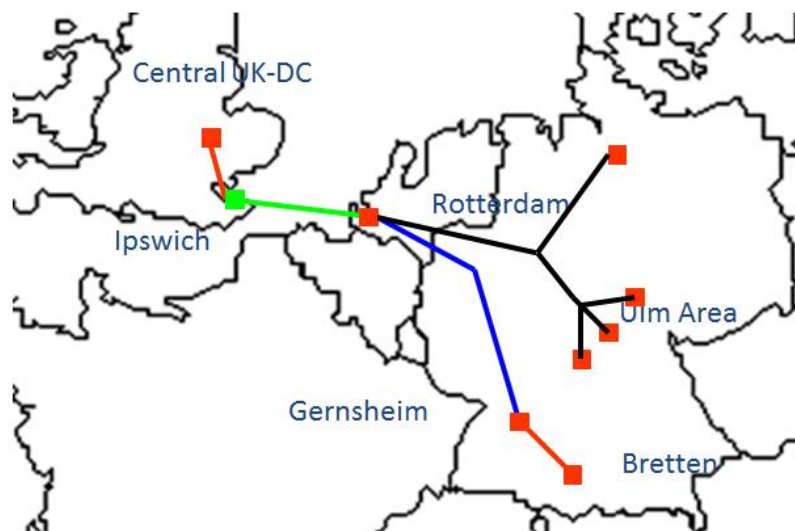 Central UK-DC
Rotterdam
Ipswich
Ulm Area
Gernsheim
Bretten